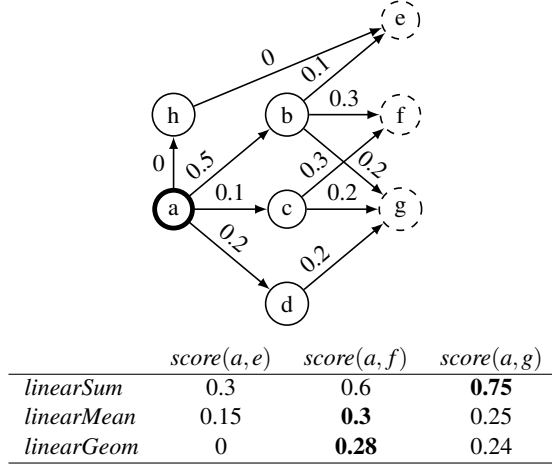 e
0
0.1
h
b
0.3
f
0
0.5
0.3
0.2
a
0.1
c
0.2
g
0.2
0.2
d
score(a,e) score(a,f) score(a,g)
linearSum 0.3 0.6 0.75
linearMean 0.15 0.3 0.25
linearGeom 0 0.28 0.24